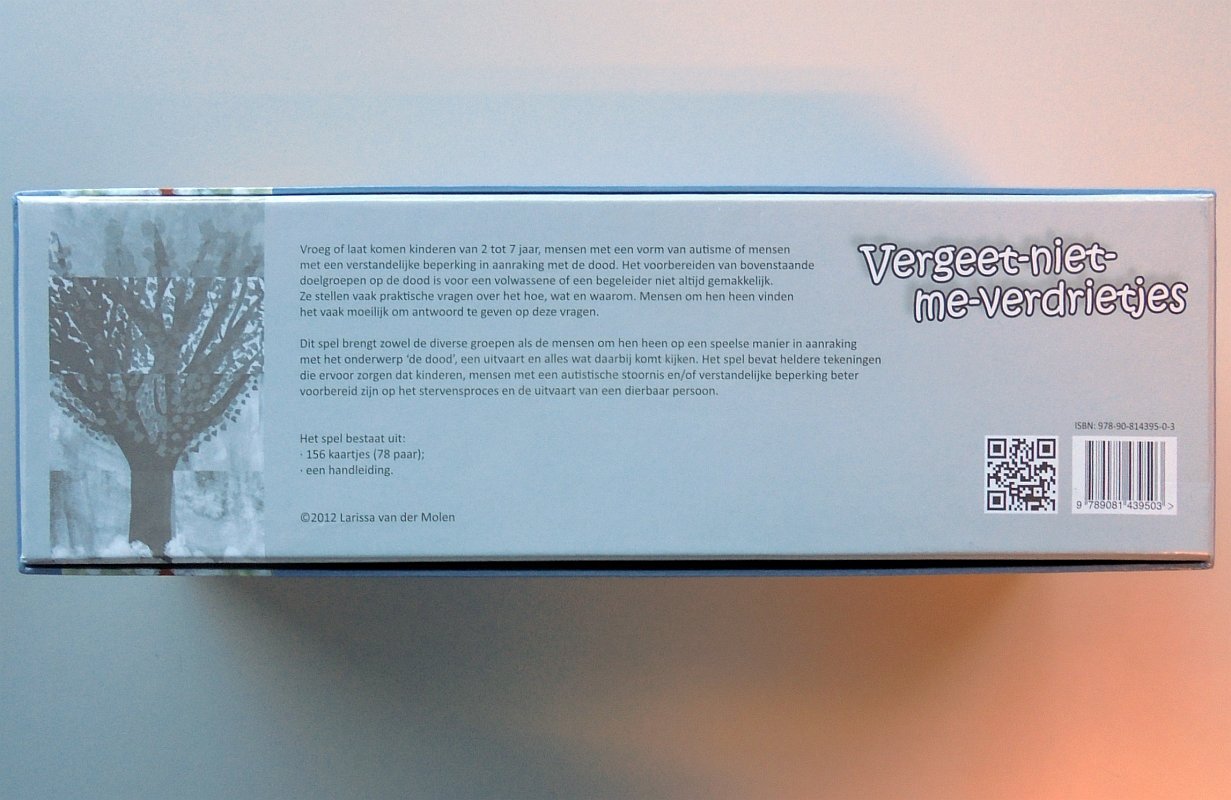 Vroeg of laat komen kinderen van 2 tot 7 jaar, mensen met een vorm van autisme of mensen
met een verstandelijke beperking in aanraking met de dood. Het voorbereiden van bovenstaande
doelgroepen op de dood is voor een volwassene of een begeleider niet altijd gemakkelijk.
Ze stellen vaak praktische vragen over het hoe, wat en waarom. Mensen om hen heen vinden
het vaak moeilijk om antwoord te geven op deze vragen.
Dit spel brengt zowel de diverse groepen als de mensen om hen heen op een speelse manier in aanraking
met het onderwerp ‘de dood’, een uitvaart en alles wat daarbij komt kijken. Het spel bevat heldere tekeningen
die ervoor zorgen dat kinderen, mensen met een autistische stoornis en/of verstandelijke beperking beter
voorbereid zijn op het stervensproces en de uitvaart van een dierbaar persoon.
Het spel bestaat uit:
· 156 kaartjes (78 paar);
· een handleiding.
©2012 Larissa van der Molen
Vergeet-niet-
me-verdrietjes
ISBN: 978-90-814395-0-3
9 789081 439503 >